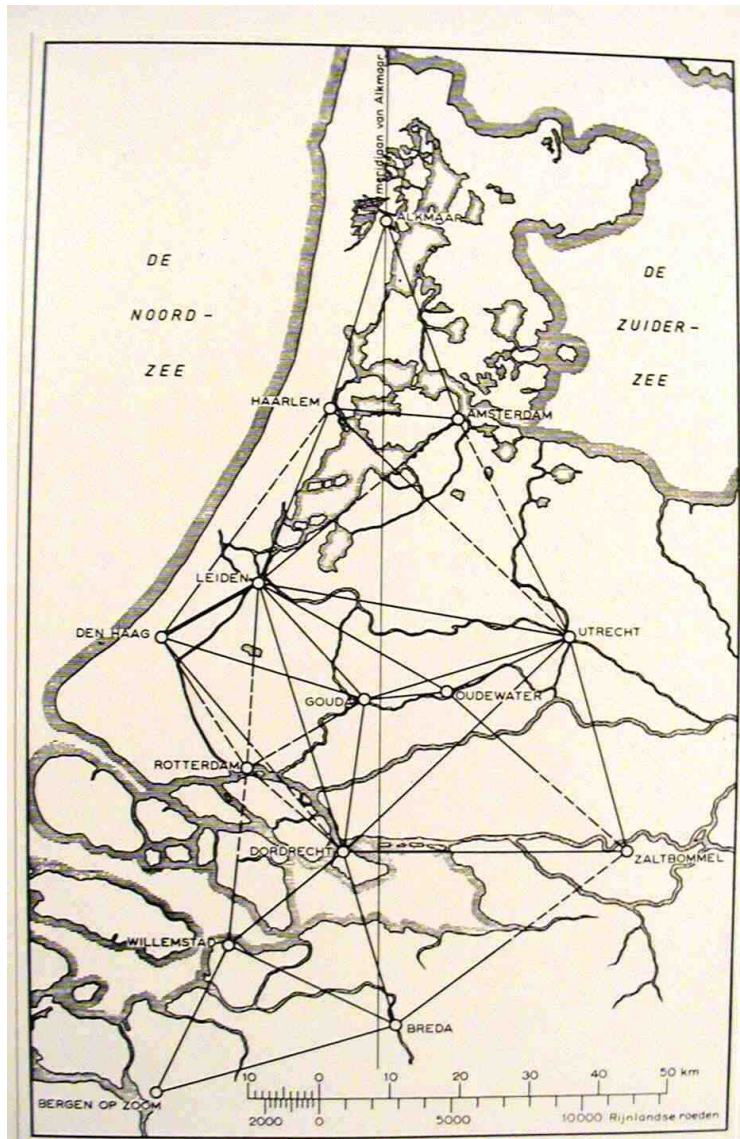 meridiaan van Alkmaar
ALKMAAR
DE
NOORD-
ZEE
DE
ZUIDER-
ZEE
HAARLEM
AMSTERDAM
LEIDEN
DEN HAAG
UTRECHT
GOUDA
OUDEWATER
ROTTERDAM
DORDRECHT
ZALTBOMMEL
WILLEMSTAD
BREDA
BERGEN OP ZOOM
10 0 10 20 30 40 50 km
2000 0 5000 10000 Rijnlandse roeden